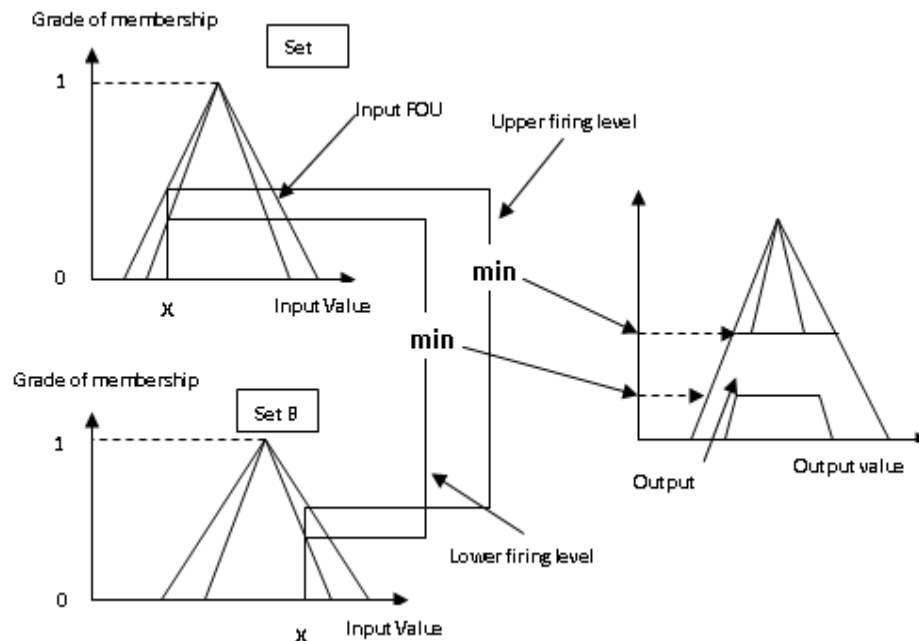 Grade of membership
Set
1
Input FOU
Upper firing level
0
X
Input Value
min
min
Grade of membership
Set B
1
Output value
Output
Lower firing level
0
X
Input Value